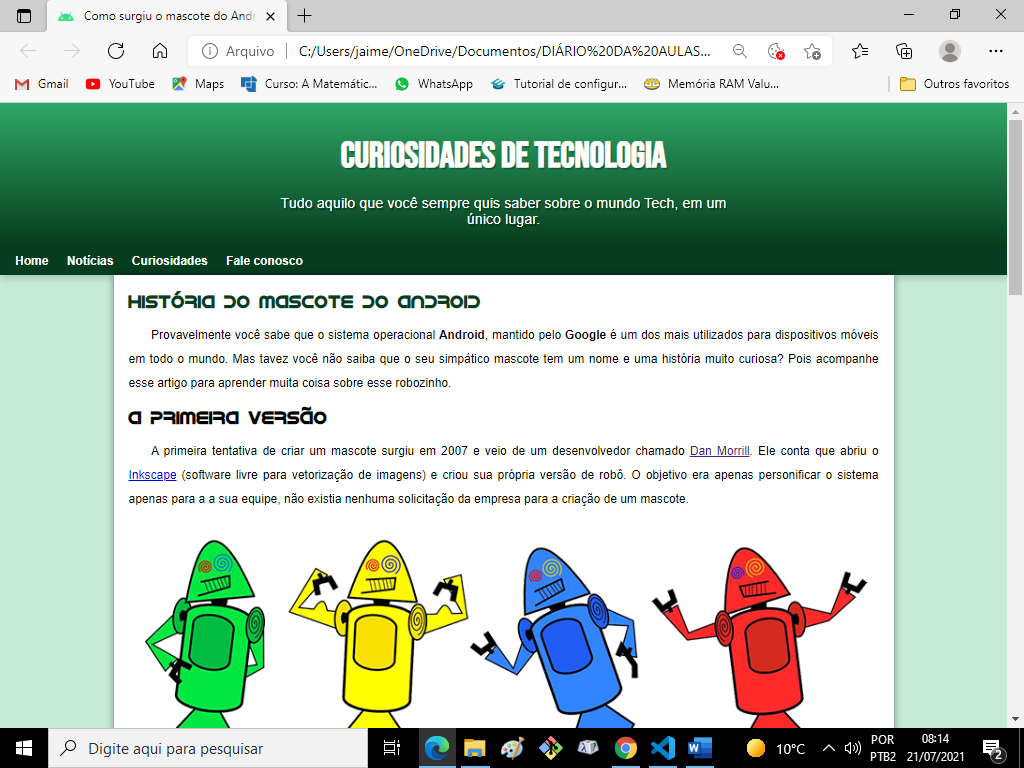 Como surgiu o mascote do Andr
Arquivo
C:/Users/jaime/OneDrive/Documentos/DIÁRIO%20DA%20AULAS...
Gmail
YouTube
Maps
Curso: A Matemátic...
WhatsApp
Tutorial de configur...
Memória RAM Valu...
Outros favoritos
CURIOSIDADES DE TECNOLOGIA
Tudo aquilo que você sempre quis saber sobre o mundo Tech, em um
único lugar.
Home Notícias Curiosidades Fale conosco
História do mascote do Android
Provavelmente você sabe que o sistema operacional Android, mantido pelo Google é um dos mais utilizados para dispositivos móveis
em todo o mundo. Mas tavez você não saiba que o seu simpático mascote tem um nome e uma história muito curiosa? Pois acompanhe
esse artigo para aprender muita coisa sobre esse robozinho.
A primeira versão
A primeira tentativa de criar um mascote surgiu em 2007 e veio de um desenvolvedor chamado Dan Morrill. Ele conta que abriu o
Inkscape (software livre para vetorização de imagens) e criou sua própria versão de robô. O objetivo era apenas personificar o sistema
apenas para a a sua equipe, não existia nenhuma solicitação da empresa para a criação de um mascote.
Digite aqui para pesquisar
10°C
POR
PTB2
08:14
21/07/2021
2